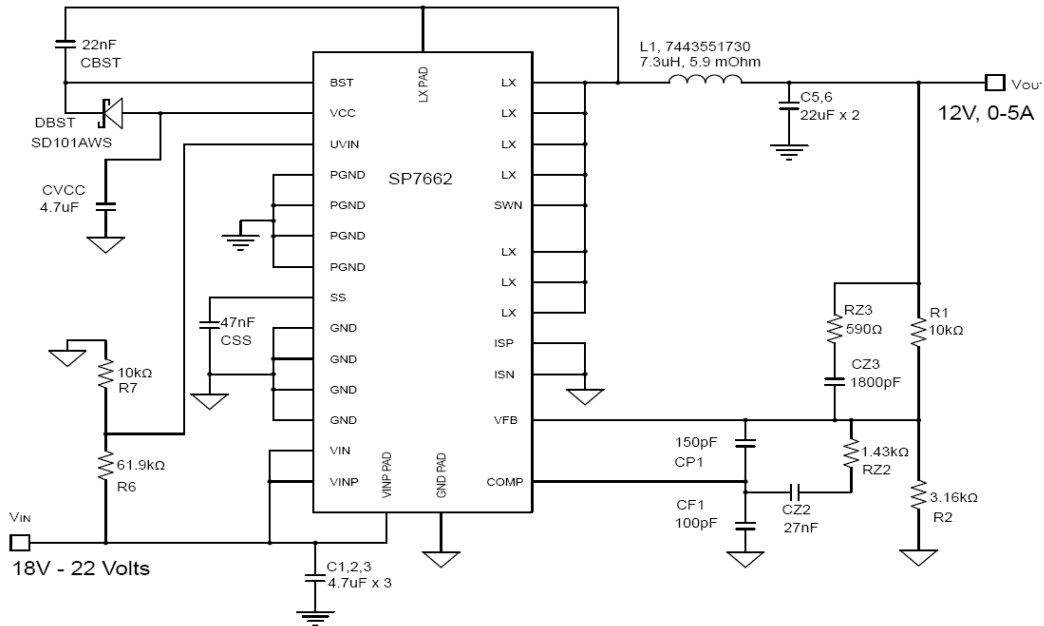 22nF
CBST
DBST
SD101AWS
CVCC
4.7uF
BST
VCC
UVIN
PGND
PGND
PGND
PGND
SS
GND
GND
GND
GND
VIN
VINP
LX PAD
SP7662
VINP PAD
GND PAD
LX
LX
LX
LX
SWN
LX
LX
LX
ISP
ISN
VFB
COMP
L1, 7443551730
7.3uH, 5.9 mOhm
C5,6
22uF x 2
VOUT
12V, 0-5A
47nF
CSS
10kΩ
R7
61.9kΩ
R6
VIN
18V - 22 Volts
C1,2,3
4.7uF x 3
RZ3
590Ω
R1
10kΩ
CZ3
1800pF
150pF
CP1
1.43kΩ
RZ2
CF1
100pF
CZ2
27nF
3.16kΩ
R2